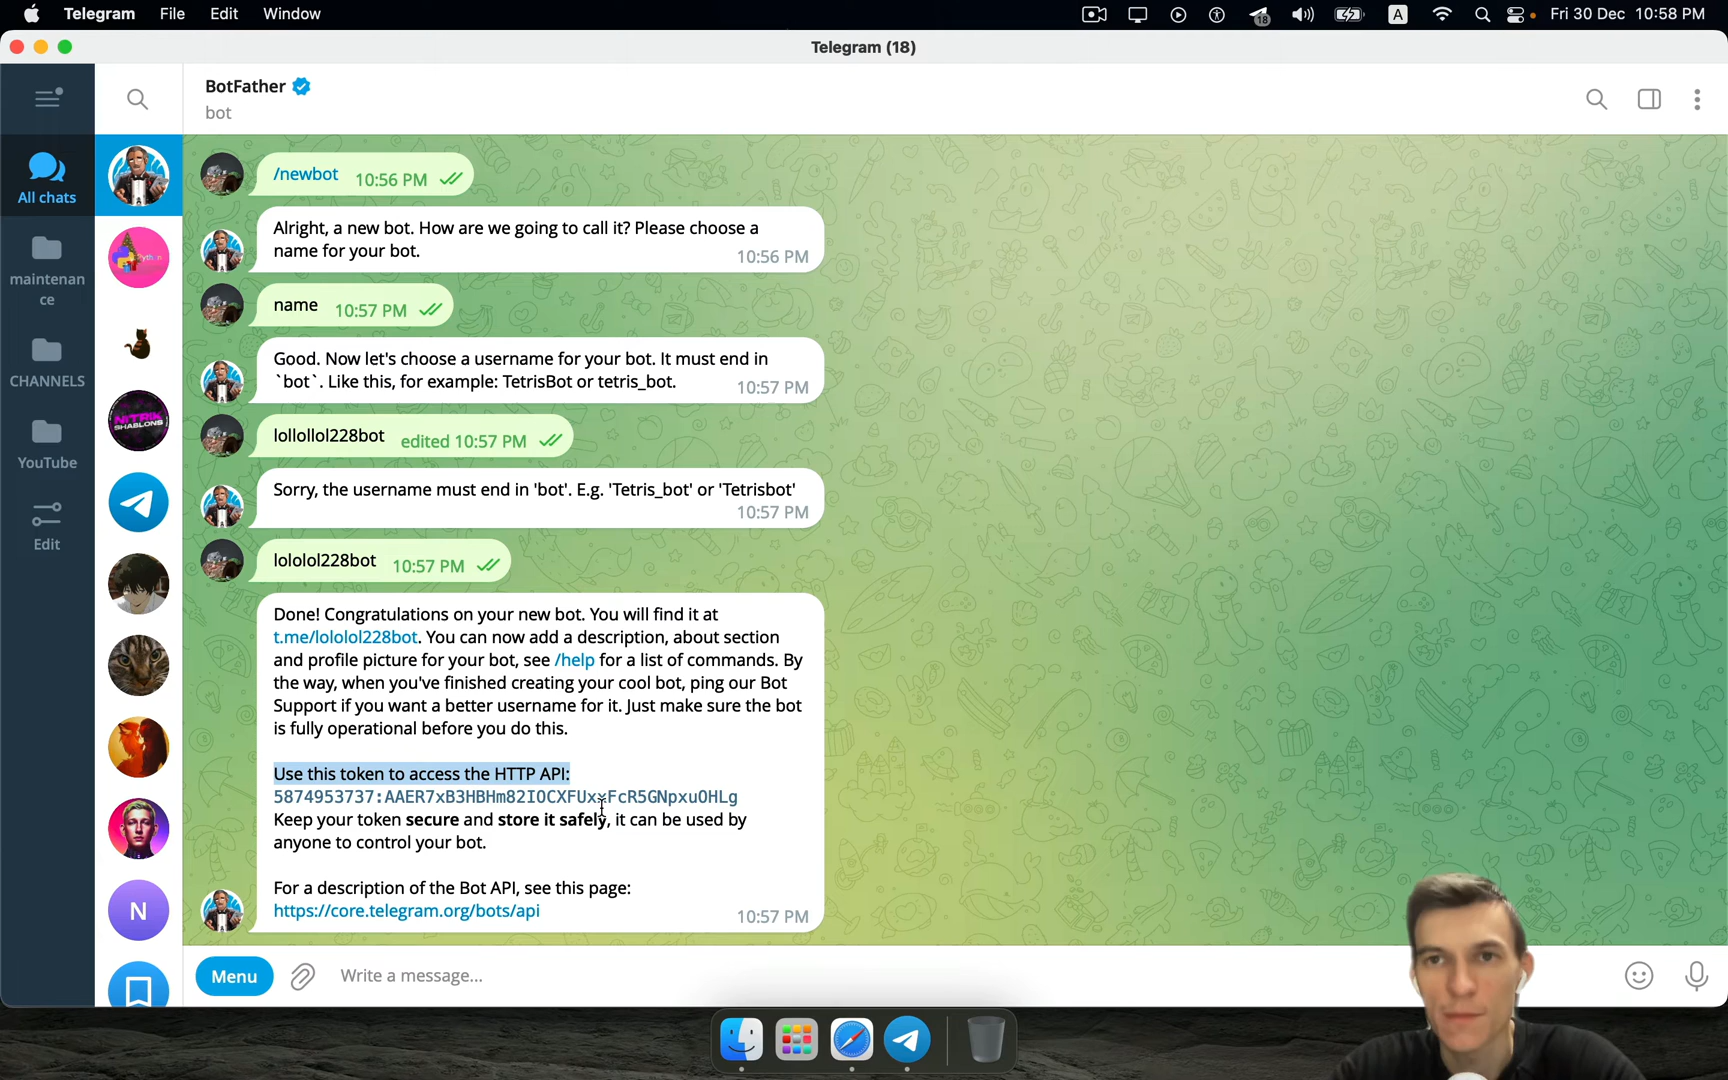 Telegram File Edit Window
18 A Fri 30 Dec 10:58 PM
Telegram (18)
BotFather
bot
All chats
maintenan
ce
CHANNELS
YouTube
Edit
Python
NITRIK
SHABLONS
N
/newbot 10:56 PM
Alright, a new bot. How are we going to call it? Please choose a
name for your bot.
10:56 PM
name 10:57 PM
Good. Now let's choose a username for your bot. It must end in
`bot`. Like this, for example: TetrisBot or tetris_bot.
10:57 PM
lollollol228bot edited 10:57 PM
Sorry, the username must end in 'bot'. E.g. 'Tetris_bot' or 'Tetrisbot'
10:57 PM
lololol228bot 10:57 PM
Done! Congratulations on your new bot. You will find it at
t.me/lololol228bot. You can now add a description, about section
and profile picture for your bot, see /help for a list of commands. By
the way, when you've finished creating your cool bot, ping our Bot
Support if you want a better username for it. Just make sure the bot
is fully operational before you do this.
Use this token to access the HTTP API:
Keep your token secure and store it safely, it can be used by
anyone to control your bot.
For a description of the Bot API, see this page:
https://core.telegram.org/bots/api
10:57 PM
Menu Write a message...